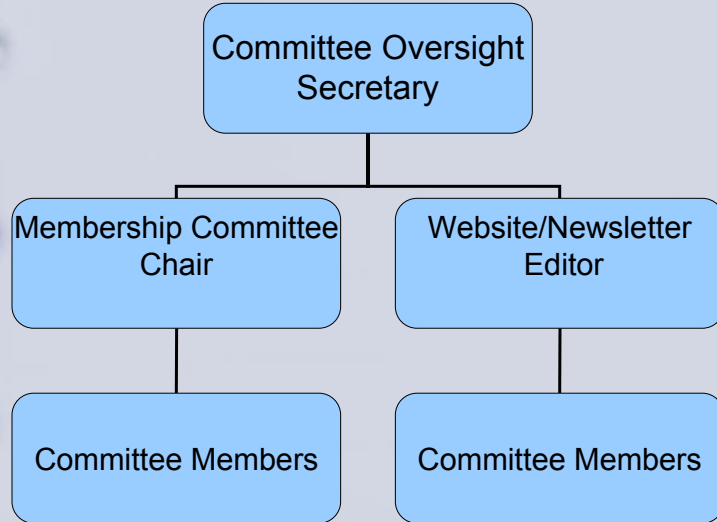 Committee Oversight
Secretary
Membership Committee
Chair
Website/Newsletter
Editor
Committee Members
Committee Members